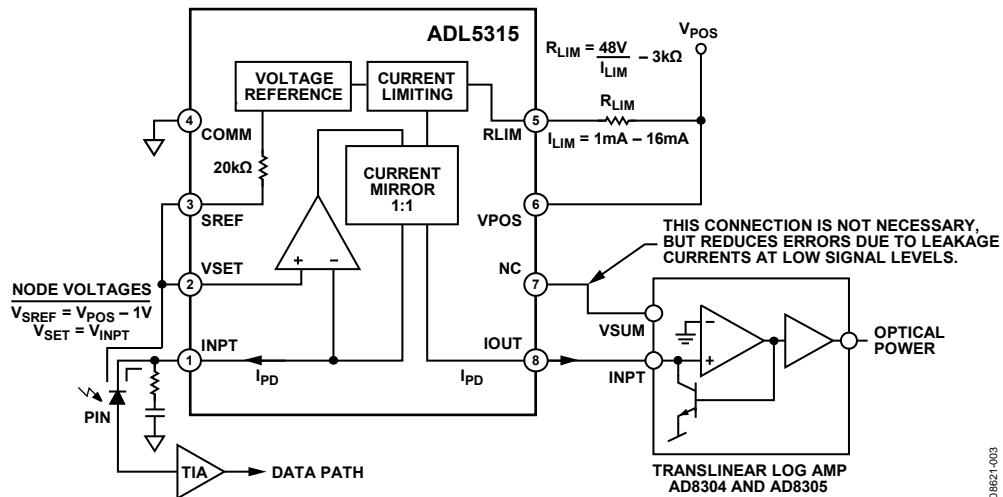 ADL5315
VOLTAGE
REFERENCE
CURRENT
LIMITING
R_LIM = 48V / I_LIM – 3kΩ
V_POS
R_LIM
I_LIM = 1mA – 16mA
4
COMM
RLIM
5
20kΩ
CURRENT
MIRROR
1:1
3
SREF
VPOS
6
THIS CONNECTION IS NOT NECESSARY,
BUT REDUCES ERRORS DUE TO LEAKAGE
CURRENTS AT LOW SIGNAL LEVELS.
+ –
2
VSET
NC
7
NODE VOLTAGES
V_SREF = V_POS – 1V
V_SET = V_INPT
VSUM
–
+
OPTICAL
POWER
1
INPT
I_PD
IOUT
8
I_PD
INPT
PIN
TIA
DATA PATH
TRANSLINEAR LOG AMP
AD8304 AND AD8305
08621-003